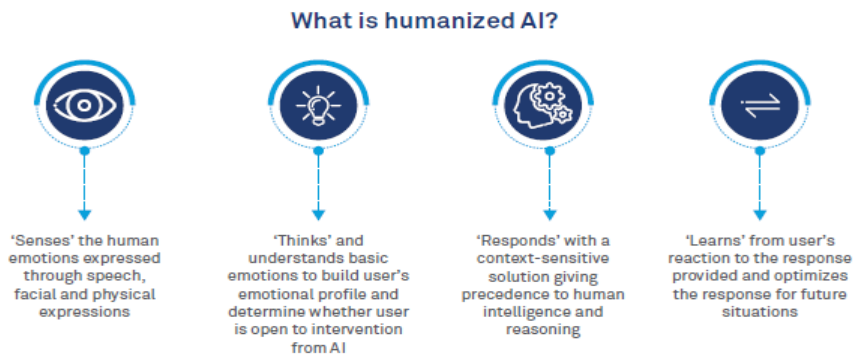 What is humanized AI?
‘Senses’ the human
emotions expressed
through speech,
facial and physical
expressions
‘Thinks’ and
understands basic
emotions to build user’s
emotional profile and
determine whether user
is open to intervention
from AI
‘Responds’ with a
context-sensitive
solution giving
precedence to human
intelligence and
reasoning
‘Learns’ from user’s
reaction to the response
provided and optimizes
the response for future
situations